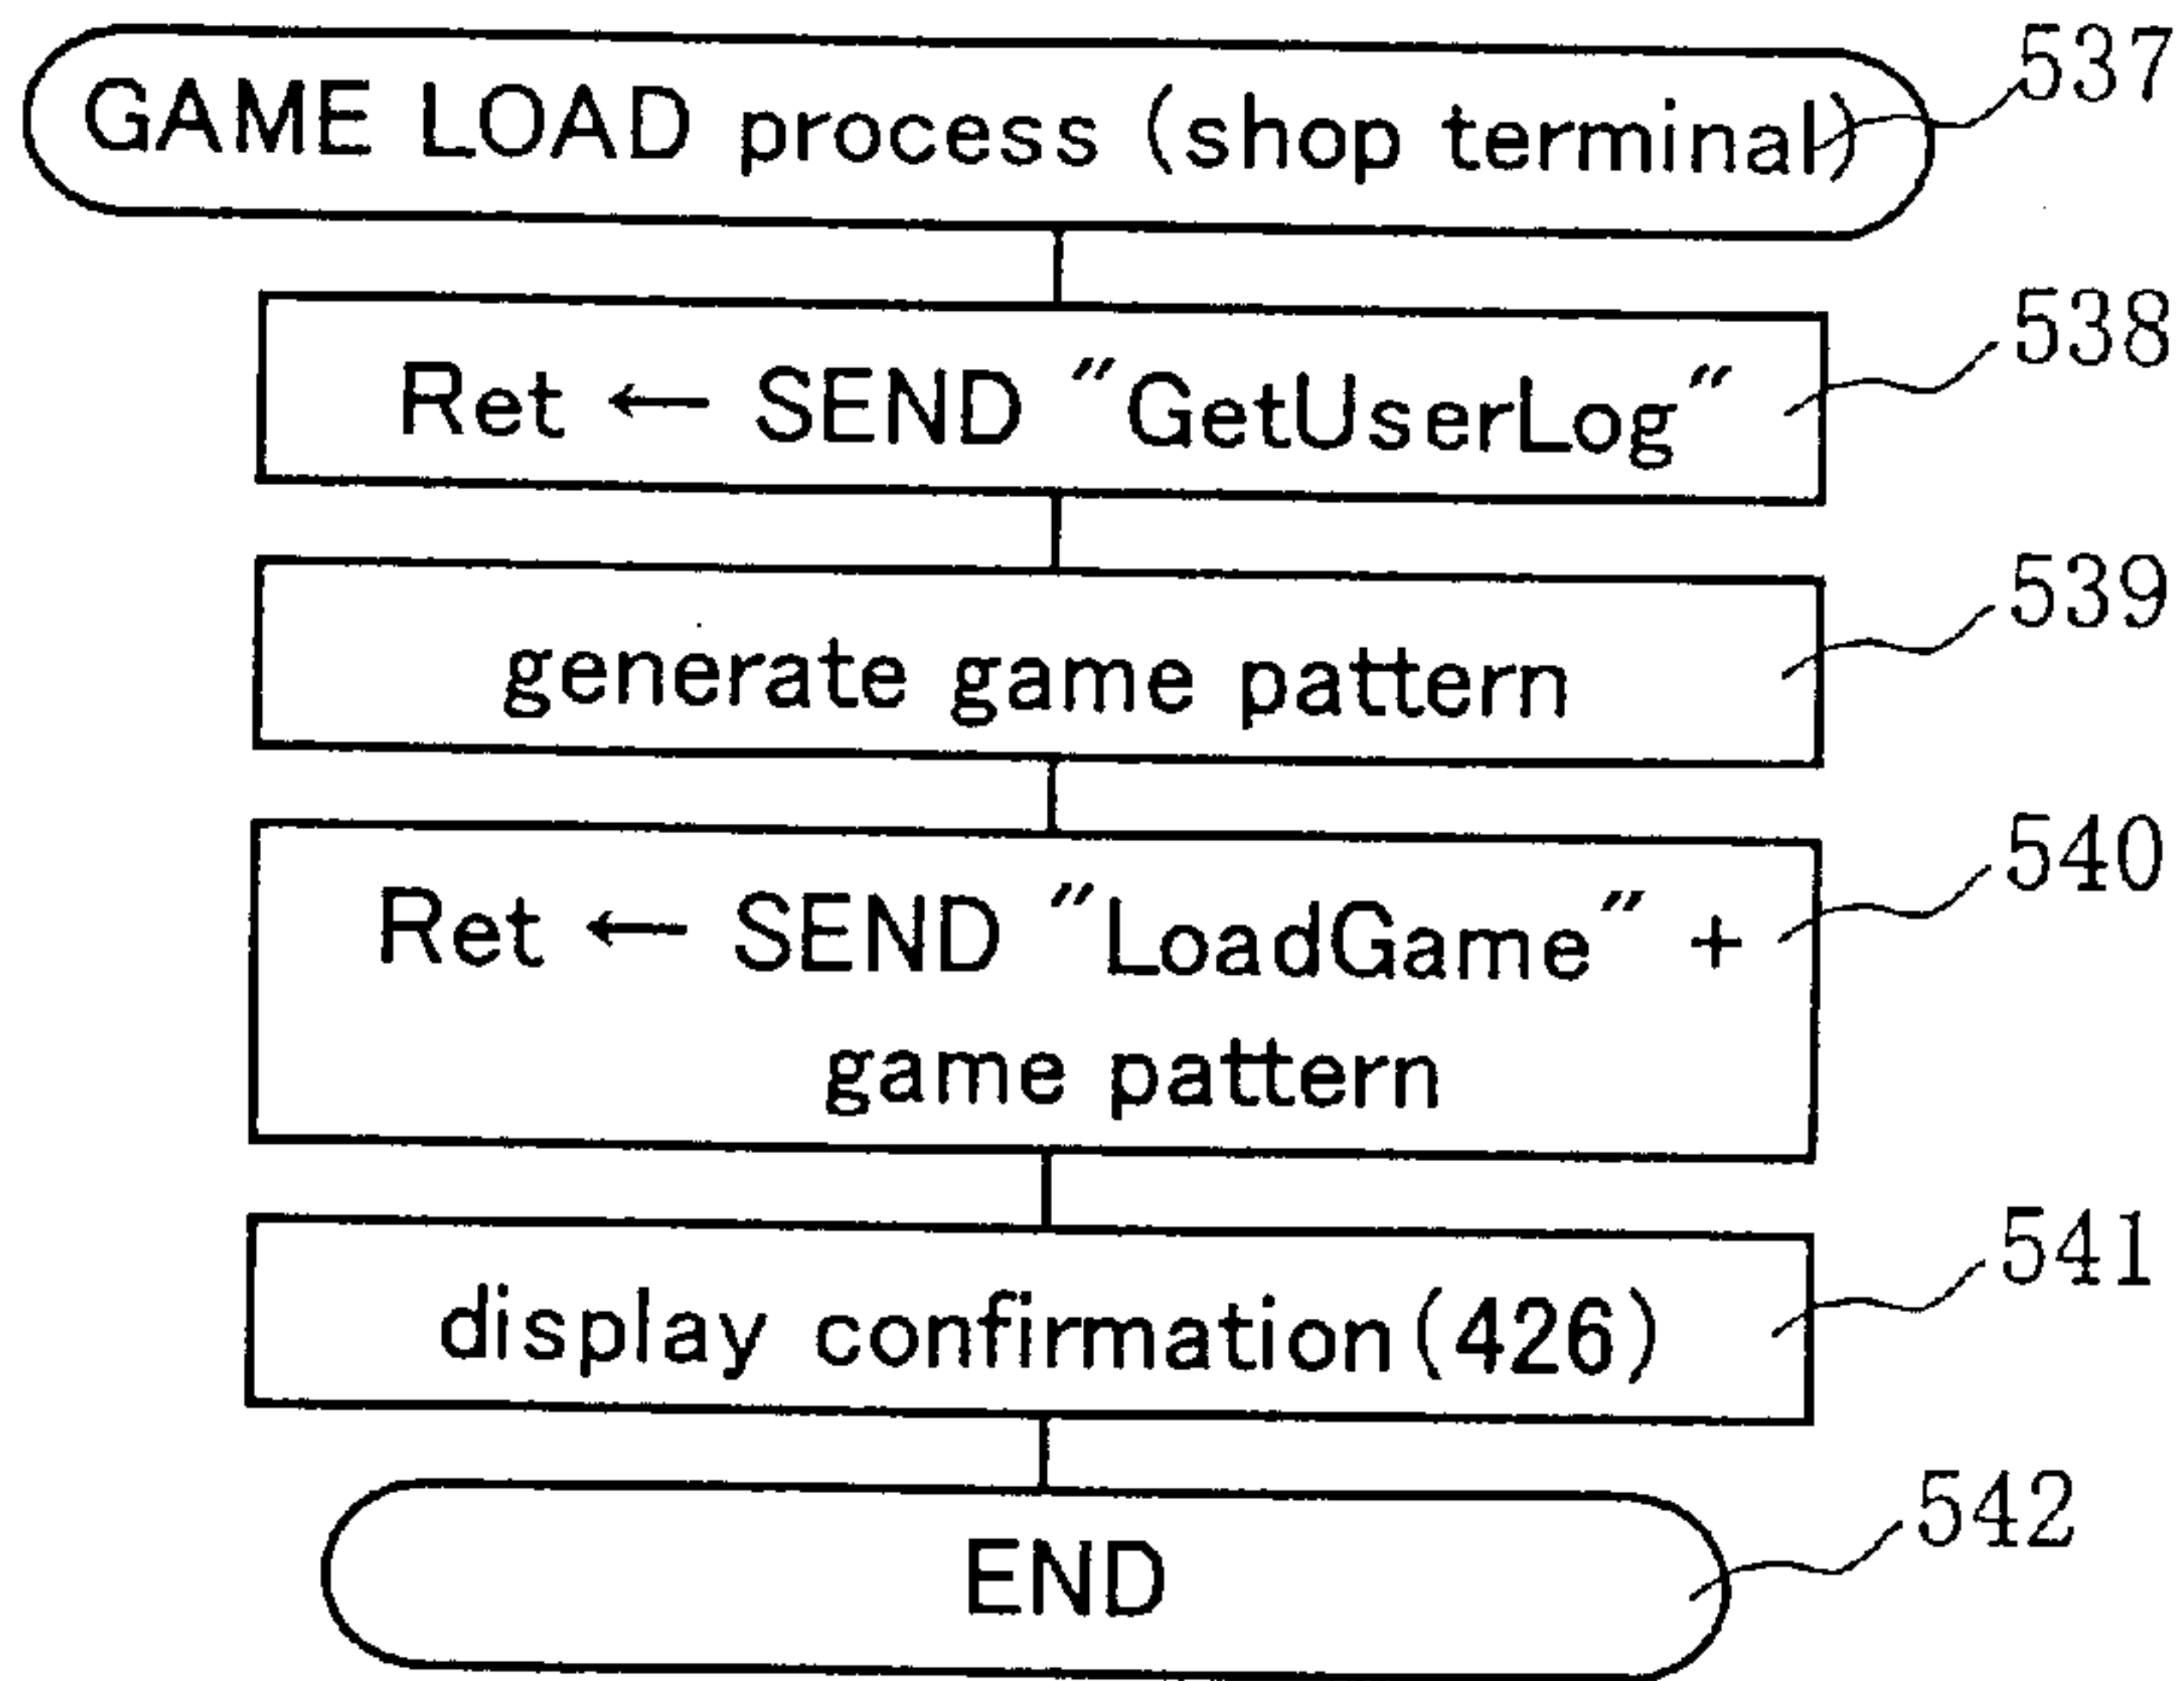 GAME LOAD process (shop terminal) 537
Ret ← SEND "GetUserLog" 538
generate game pattern 539
Ret ← SEND "LoadGame" + 540
game pattern
display confirmation(426) 541
END 542